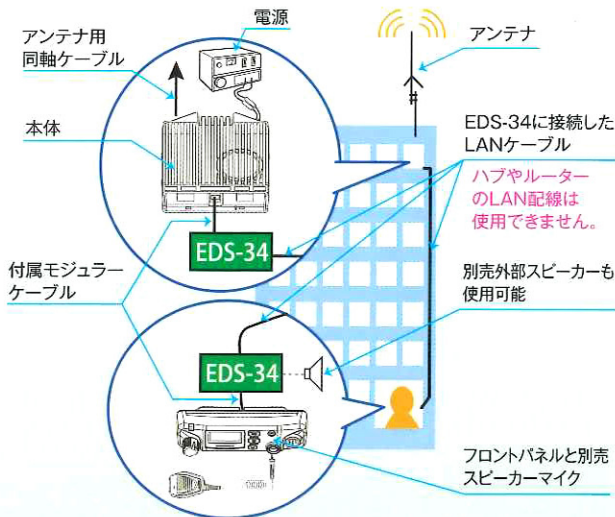 電源
アンテナ用
同軸ケーブル
アンテナ
本体
EDS-34に接続した
LANケーブル
ハブやルーター
のLAN配線は
使用できません。
EDS-34
付属モジュラー
ケーブル
別売外部スピーカーも
使用可能
EDS-34
フロントパネルと別売
スピーカーマイク